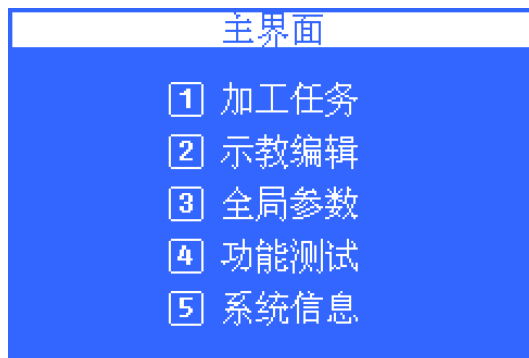 主界面
1 加工任务
2 示教编辑
3 全局参数
4 功能测试
5 系统信息